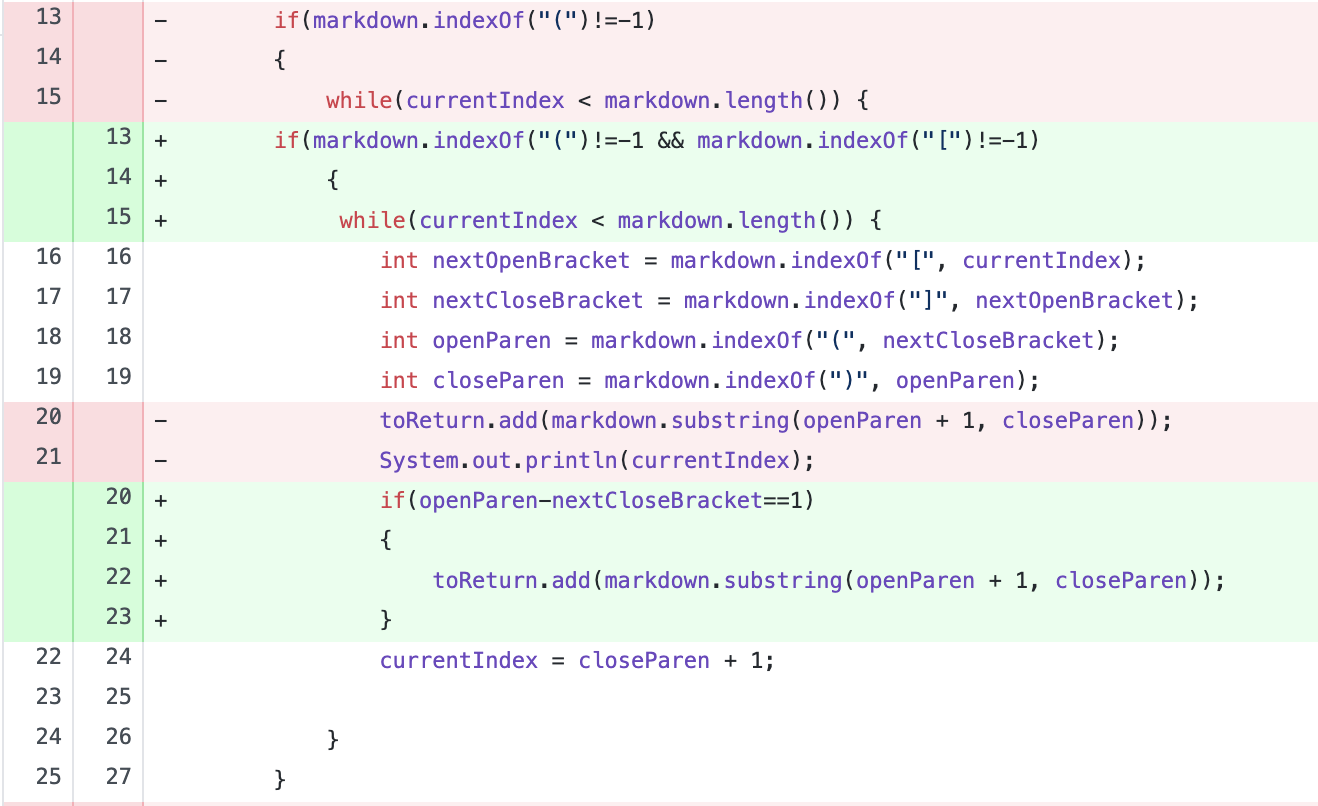 13 - if(markdown.indexOf("(")!=-1)
14 - {
15 - while(currentIndex < markdown.length()) {
13 + if(markdown.indexOf("(")!=-1 && markdown.indexOf("[")!=-1)
14 + {
15 + while(currentIndex < markdown.length()) {
16 16 int nextOpenBracket = markdown.indexOf("[", currentIndex);
17 17 int nextCloseBracket = markdown.indexOf("]", nextOpenBracket);
18 18 int openParen = markdown.indexOf("(", nextCloseBracket);
19 19 int closeParen = markdown.indexOf(")", openParen);
20 - toReturn.add(markdown.substring(openParen + 1, closeParen));
21 - System.out.println(currentIndex);
20 + if(openParen-nextCloseBracket==1)
21 + {
22 + toReturn.add(markdown.substring(openParen + 1, closeParen));
23 + }
22 24 currentIndex = closeParen + 1;
23 25
24 26 }
25 27 }